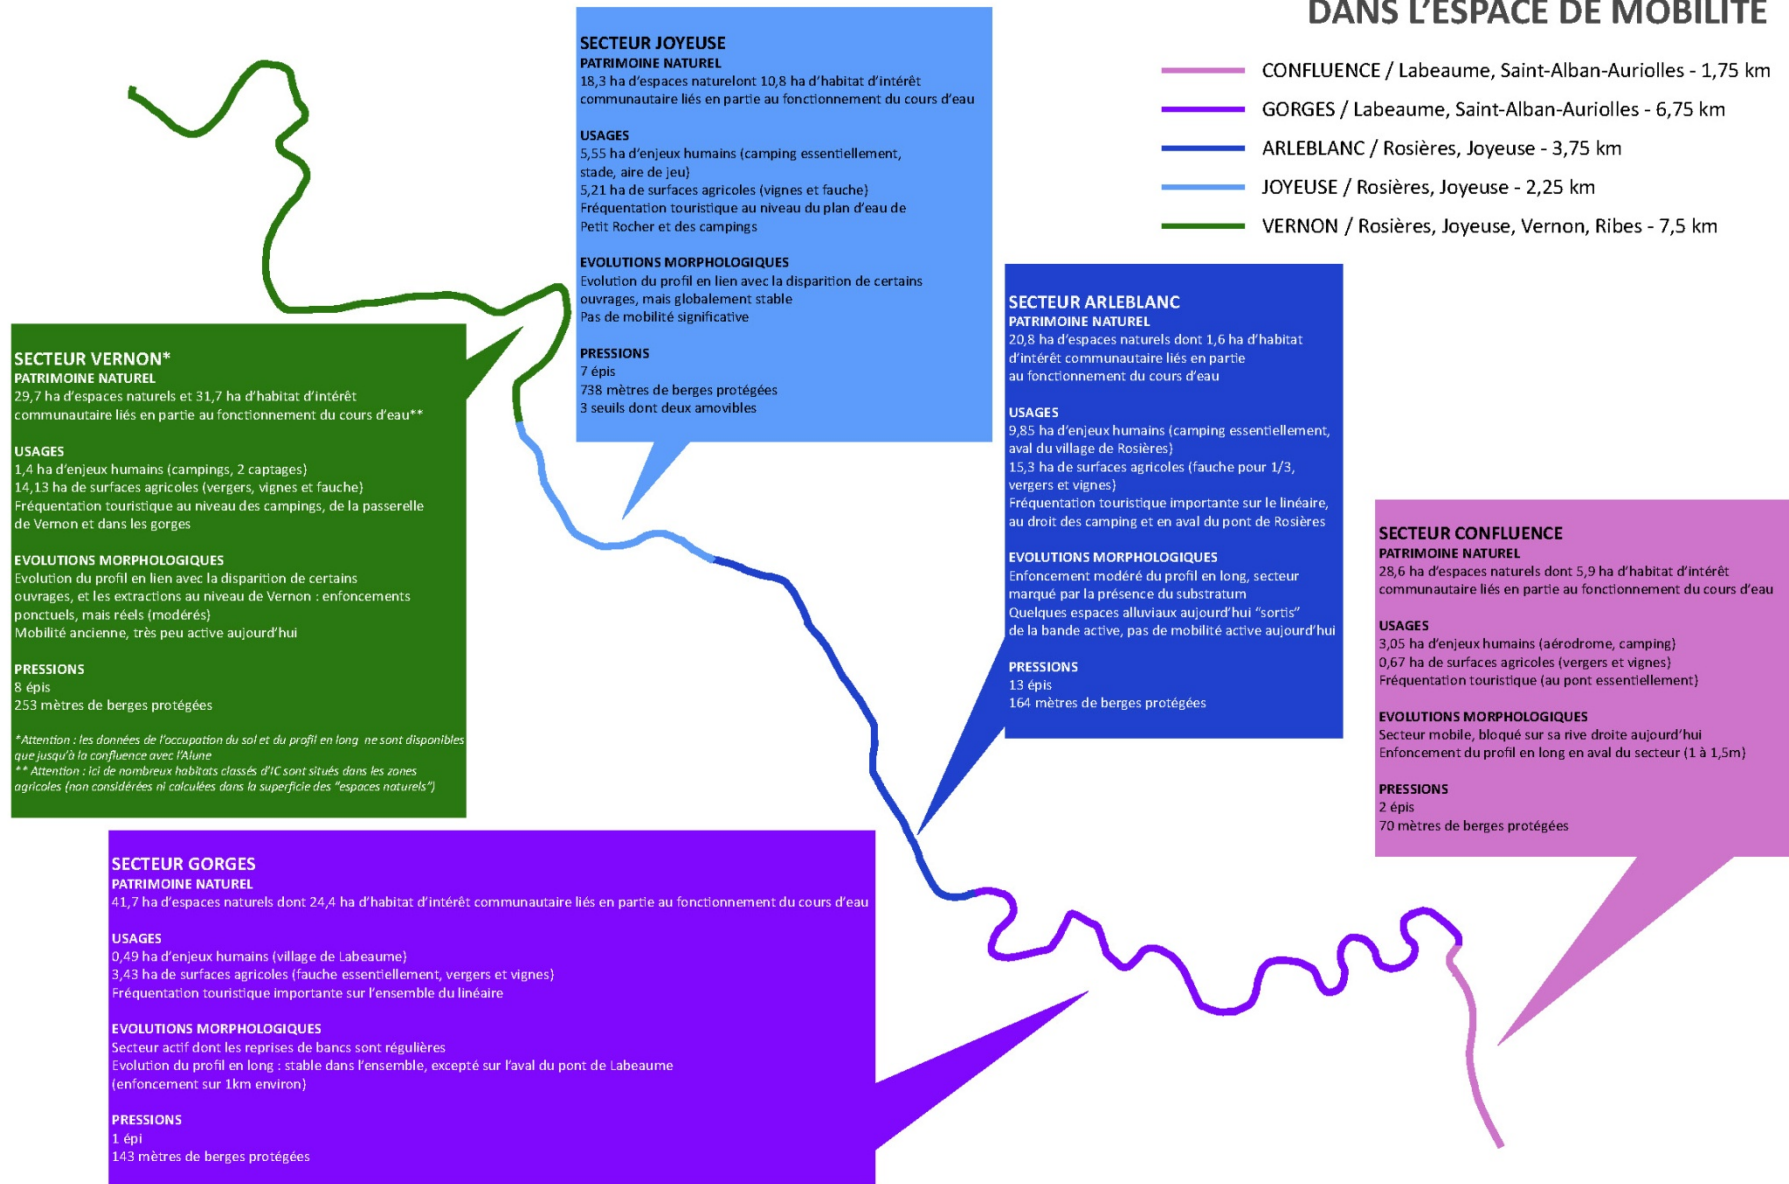 DANS L'ESPACE DE MOBILITÉ
CONFLUENCE / Labeaume, Saint-Alban-Auriolles - 1,75 km
GORGES / Labeaume, Saint-Alban-Auriolles - 6,75 km
ARLEBLANC / Rosières, Joyeuse - 3,75 km
JOYEUSE / Rosières, Joyeuse - 2,25 km
VERNON / Rosières, Joyeuse, Vernon, Ribes - 7,5 km
SECTEUR JOYEUSE
PATRIMOINE NATUREL
18,3 ha d'espaces naturelont 10,8 ha d'habitat d'intérêt
communautaire liés en partie au fonctionnement du cours d'eau
USAGES
5,55 ha d'enjeux humains (camping essentiellement,
stade, aire de jeu)
5,21 ha de surfaces agricoles (vignes et fauche)
Fréquentation touristique au niveau du plan d'eau de
Petit Rocher et des campings
EVOLUTIONS MORPHOLOGIQUES
Evolution du profil en lien avec la disparition de certains
ouvrages, mais globalement stable
Pas de mobilité significative
PRESSIONS
7 épis
738 mètres de berges protégées
3 seuils dont deux amovibles
SECTEUR VERNON*
PATRIMOINE NATUREL
29,7 ha d'espaces naturels et 31,7 ha d'habitat d'intérêt
communautaire liés en partie au fonctionnement du cours d'eau**
USAGES
1,4 ha d'enjeux humains (campings, 2 captages)
14,13 ha de surfaces agricoles (vergers, vignes et fauche)
Fréquentation touristique au niveau des campings, de la passerelle
de Vernon et dans les gorges
EVOLUTIONS MORPHOLOGIQUES
Evolution du profil en lien avec la disparition de certains
ouvrages, et les extractions au niveau de Vernon : enfoncements
ponctuels, mais réels (modérés)
Mobilité ancienne, très peu active aujourd'hui
PRESSIONS
8 épis
253 mètres de berges protégées
*Attention : les données de l'occupation du sol et du profil en long ne sont disponibles
que jusqu'à la confluence avec l'Alune
** Attention : ici de nombreux habitats classés d'IC sont situés dans les zones
agricoles (non considérées ni calculées dans la superficie des "espaces naturels")
SECTEUR ARLEBLANC
PATRIMOINE NATUREL
20,8 ha d'espaces naturels dont 1,6 ha d'habitat
d'intérêt communautaire liés en partie
au fonctionnement du cours d'eau
USAGES
9,85 ha d'enjeux humains (camping essentiellement,
aval du village de Rosières)
15,3 ha de surfaces agricoles (fauche pour 1/3,
vergers et vignes)
Fréquentation touristique importante sur le linéaire,
au droit des camping et en aval du pont de Rosières
EVOLUTIONS MORPHOLOGIQUES
Enfoncement modéré du profil en long, secteur
marqué par la présence du substratum
Quelques espaces alluviaux aujourd'hui "sortis"
de la bande active, pas de mobilité active aujourd'hui
PRESSIONS
13 épis
164 mètres de berges protégées
SECTEUR CONFLUENCE
PATRIMOINE NATUREL
28,6 ha d'espaces naturels dont 5,9 ha d'habitat d'intérêt
communautaire liés en partie au fonctionnement du cours d'eau
USAGES
3,05 ha d'enjeux humains (aérodrome, camping)
0,67 ha de surfaces agricoles (vergers et vignes)
Fréquentation touristique (au pont essentiellement)
EVOLUTIONS MORPHOLOGIQUES
Secteur mobile, bloqué sur sa rive droite aujourd'hui
Enfoncement du profil en long en aval du secteur (1 à 1,5m)
PRESSIONS
2 épis
70 mètres de berges protégées
SECTEUR GORGES
PATRIMOINE NATUREL
41,7 ha d'espaces naturels dont 24,4 ha d'habitat d'intérêt communautaire liés en partie au fonctionnement du cours d'eau
USAGES
0,49 ha d'enjeux humains (village de Labeaume)
3,43 ha de surfaces agricoles (fauche essentiellement, vergers et vignes)
Fréquentation touristique importante sur l'ensemble du linéaire
EVOLUTIONS MORPHOLOGIQUES
Secteur actif dont les reprises de bancs sont régulières
Evolution du profil en long : stable dans l'ensemble, excepté sur l'aval du pont de Labeaume
(enfoncement sur 1km environ)
PRESSIONS
1 épi
143 mètres de berges protégées